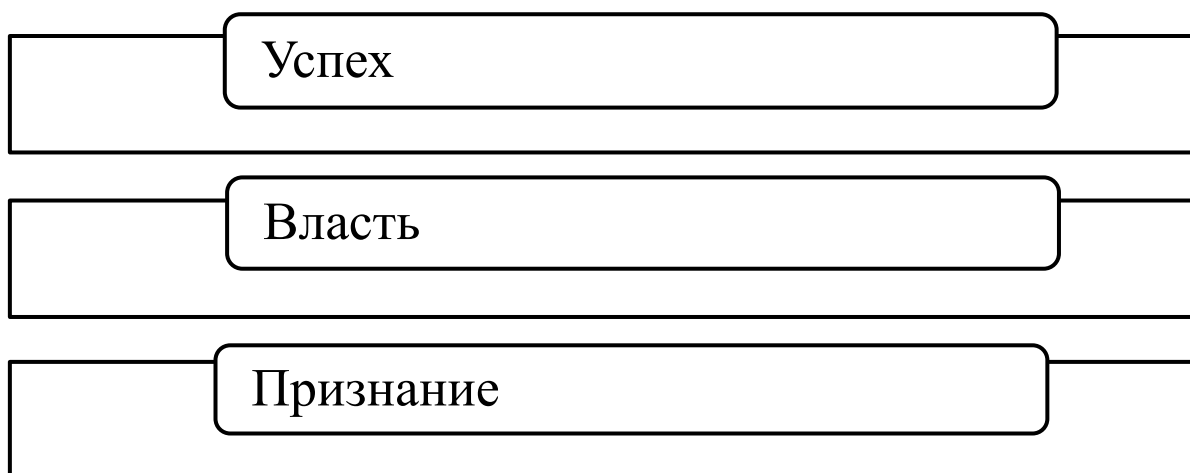 Успех
Власть
Признание